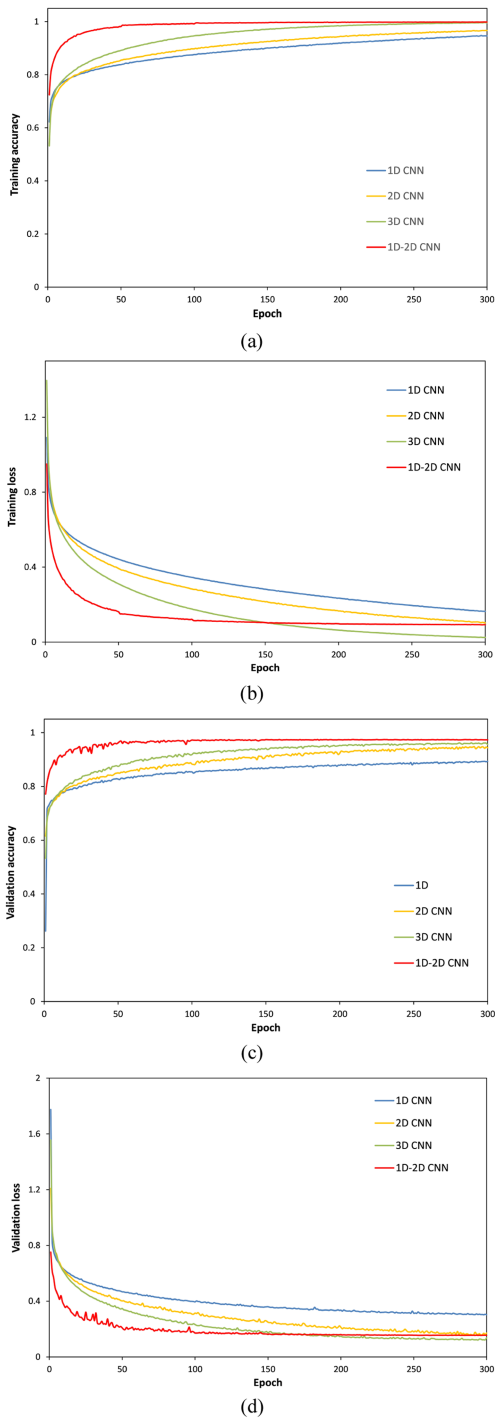 1
0.8
0.6
0.4
0.2
0
Training accuracy
1D CNN
2D CNN
3D CNN
1D-2D CNN
0 50 100 150 200 250 300
Epoch
(a)
1.2
0.8
0.4
0
Training loss
1D CNN
2D CNN
3D CNN
1D-2D CNN
0 50 100 150 200 250 300
Epoch
(b)
1
0.8
0.6
0.4
0.2
0
Validation accuracy
1D
2D CNN
3D CNN
1D-2D CNN
0 50 100 150 200 250 300
Epoch
(c)
2
1.6
1.2
0.8
0.4
0
Validation loss
1D CNN
2D CNN
3D CNN
1D-2D CNN
0 50 100 150 200 250 300
Epoch
(d)